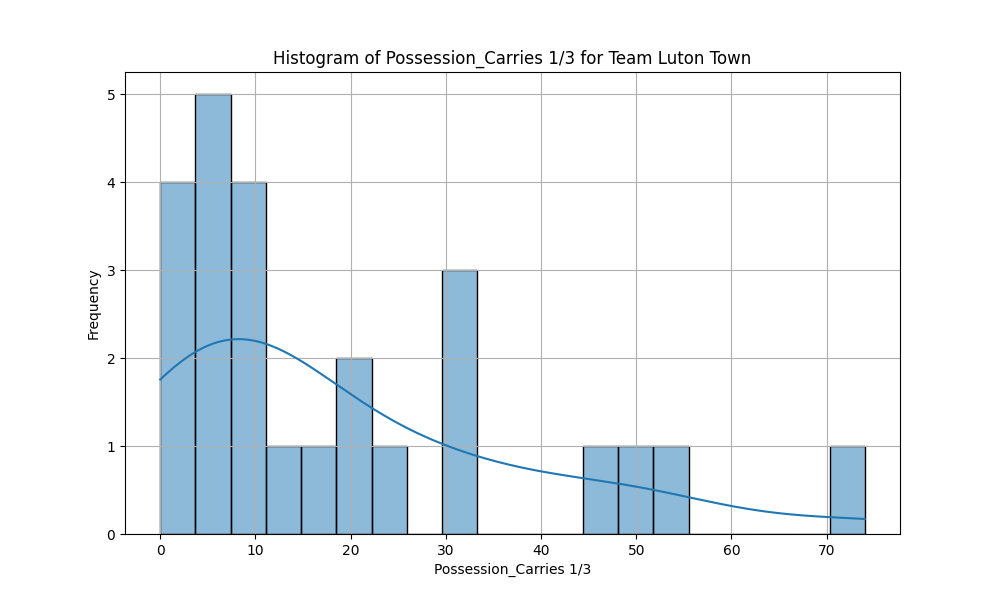 Histogram of Possession_Carries 1/3 for Team Luton Town
5
4
3
2
1
0
Frequency
0 10 20 30 40 50 60 70
Possession_Carries 1/3